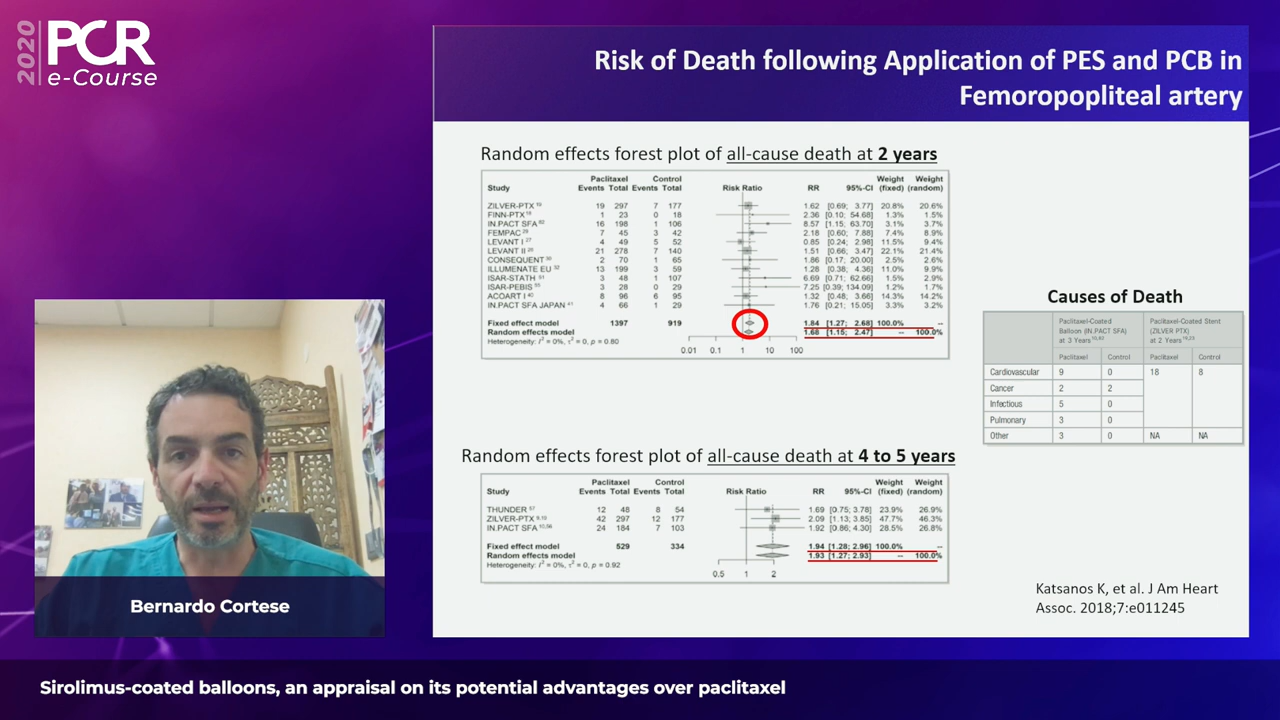 2020
PCR
e-Course
Risk of Death following Application of PES and PCB in
Femoropopliteal artery
Random effects forest plot of all-cause death at 2 years
Paclitaxel Control Weight Weight
Study Events Total Events Total Risk Ratio RR 95%-CI (fixed) (random)
ZILVER-PTX 19 297 7 177 1.62 [0.69; 3.77] 20.8% 20.6%
FINN-PTX 1 23 0 18 2.36 [0.10; 54.68] 1.3% 1.5%
IN.PACT SFA 16 198 1 106 8.57 [1.15; 63.70] 3.1% 3.7%
FEMPAC 7 45 3 42 2.18 [0.60; 7.88] 7.4% 8.9%
LEVANT I 4 49 5 52 0.85 [0.24; 2.98] 11.5% 9.4%
LEVANT II 21 278 7 140 1.51 [0.66; 3.47] 22.1% 21.4%
CONSEQUENT 2 70 1 65 1.86 [0.17; 20.00] 2.5% 2.6%
ILLUMENATE EU 13 199 3 59 1.28 [0.38; 4.36] 11.0% 9.9%
ISAR-STATH 3 48 1 107 6.69 [0.71; 62.66] 1.5% 2.9%
ISAR-PEBIS 3 28 0 29 7.25 [0.39; 134.09] 1.2% 1.7%
ACOART I 8 96 6 95 1.32 [0.48; 3.66] 14.3% 14.2%
IN.PACT SFA JAPAN 4 66 1 29 1.76 [0.21; 15.05] 3.3% 3.2%
Fixed effect model 1397 919 1.84 [1.27; 2.68] 100.0% --
Random effects model 1.68 [1.15; 2.47] -- 100.0%
Heterogeneity: I² = 0%, τ² = 0, p = 0.80
0.01 0.1 1 10 100
Causes of Death
Paclitaxel-Coated Balloon (IN.PACT SFA) at 3 Years Paclitaxel-Coated Stent (ZILVER PTX) at 2 Years
Paclitaxel Control Paclitaxel Control
Cardiovascular 9 0 18 8
Cancer 2 2
Infectious 5 0
Pulmonary 3 0
Other 3 0 NA NA
Random effects forest plot of all-cause death at 4 to 5 years
Paclitaxel Control Weight Weight
Study Events Total Events Total Risk Ratio RR 95%-CI (fixed) (random)
THUNDER 12 48 8 54 1.69 [0.75; 3.78] 23.9% 26.9%
ZILVER-PTX 42 297 12 177 2.09 [1.13; 3.85] 47.7% 46.3%
IN.PACT SFA 24 184 7 103 1.92 [0.86; 4.30] 28.5% 26.8%
Fixed effect model 529 334 1.94 [1.28; 2.96] 100.0% --
Random effects model 1.93 [1.27; 2.93] -- 100.0%
Heterogeneity: I² = 0%, τ² = 0, p = 0.92
0.5 1 2
Katsanos K, et al. J Am Heart
Assoc. 2018;7:e011245
Bernardo Cortese
Sirolimus-coated balloons, an appraisal on its potential advantages over paclitaxel